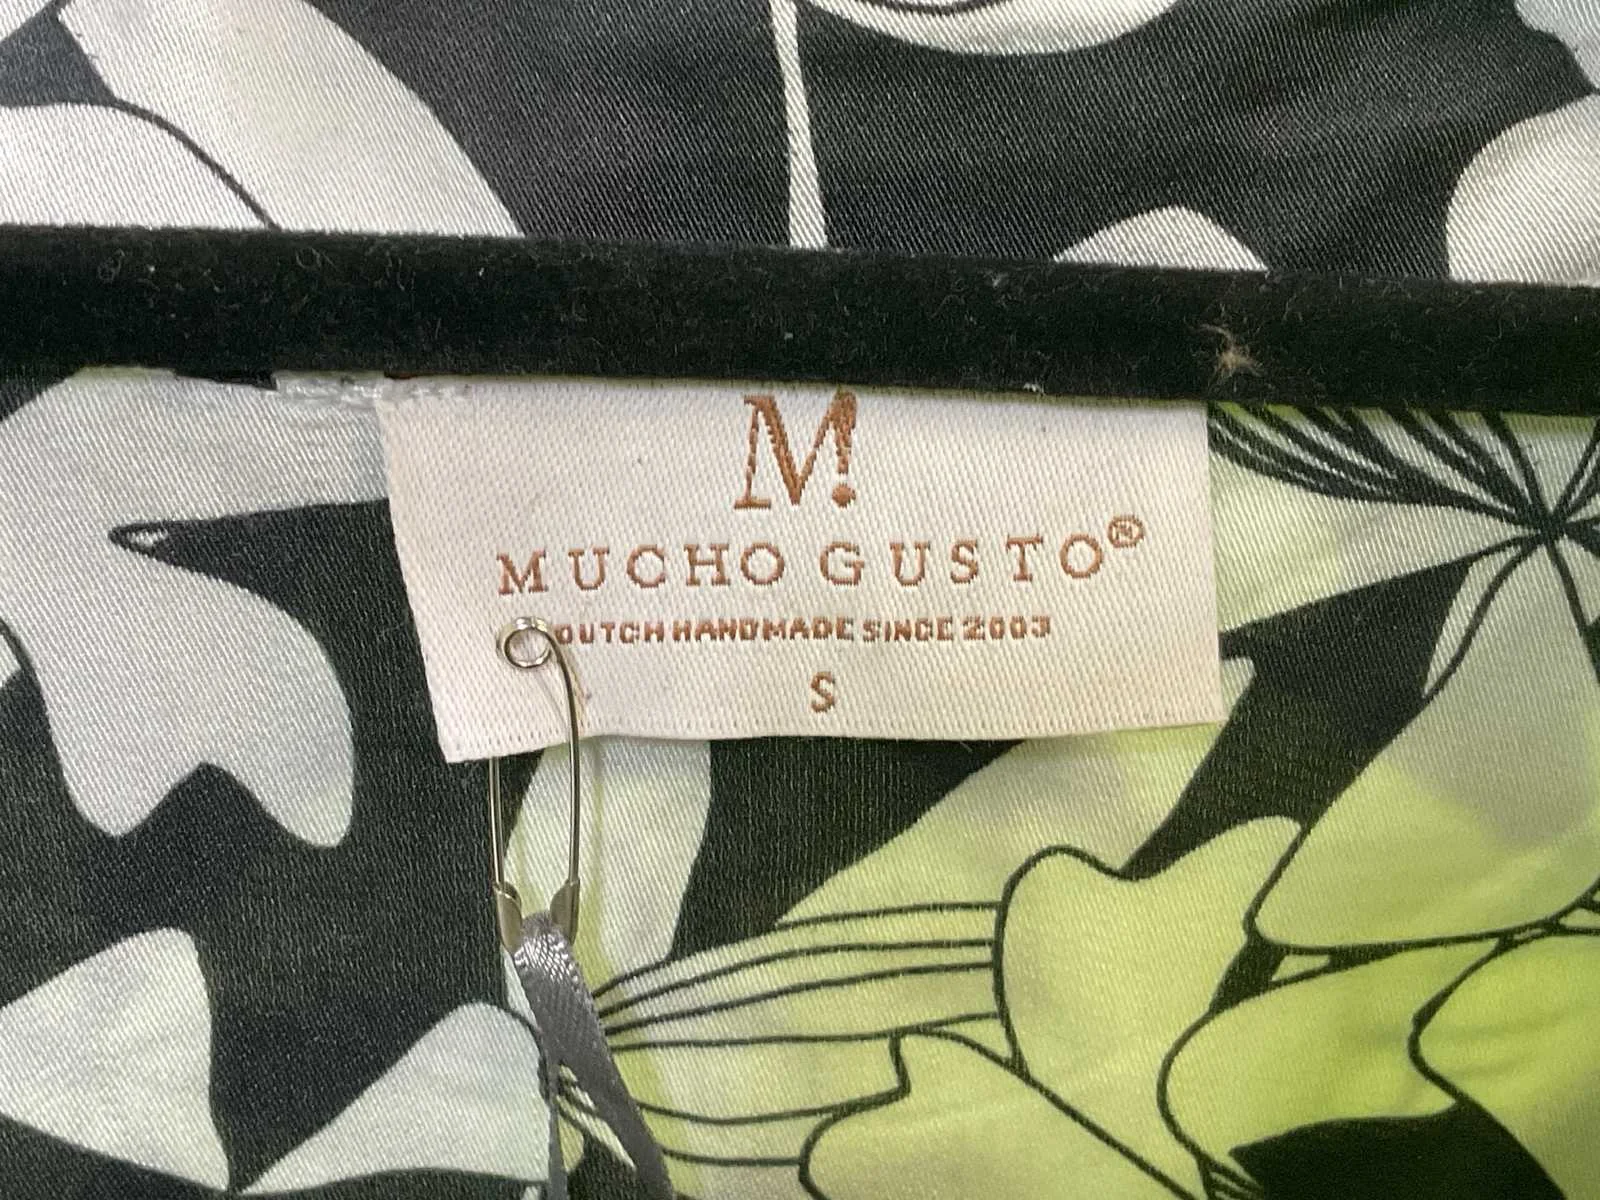 M.
MUCHO GUSTO®
DUTCH HANDMADE SINCE 2003
S